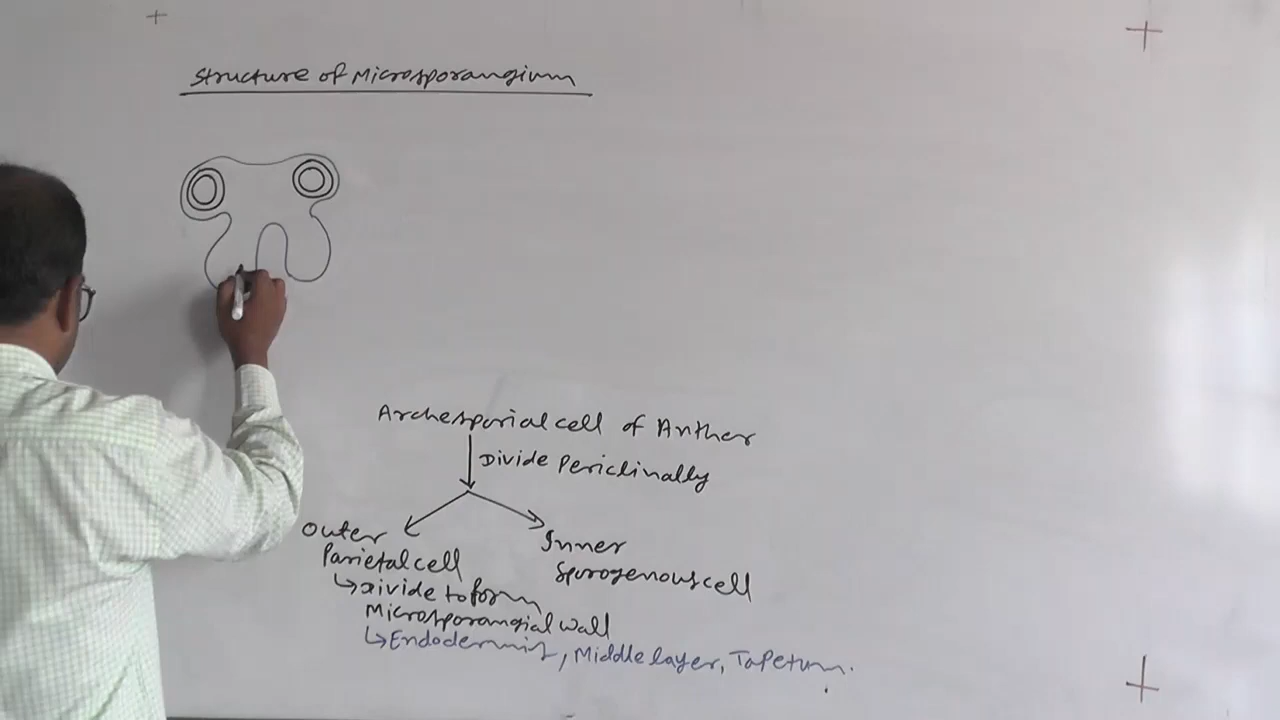 Structure of Microsporangium
Archesporial cell of Anther
Divide Periclinally
Outer
Parietal cell
Inner
Sporogenous cell
Divide to form
Microsporangial wall
Endodermis, Middle layer, Tapetum.